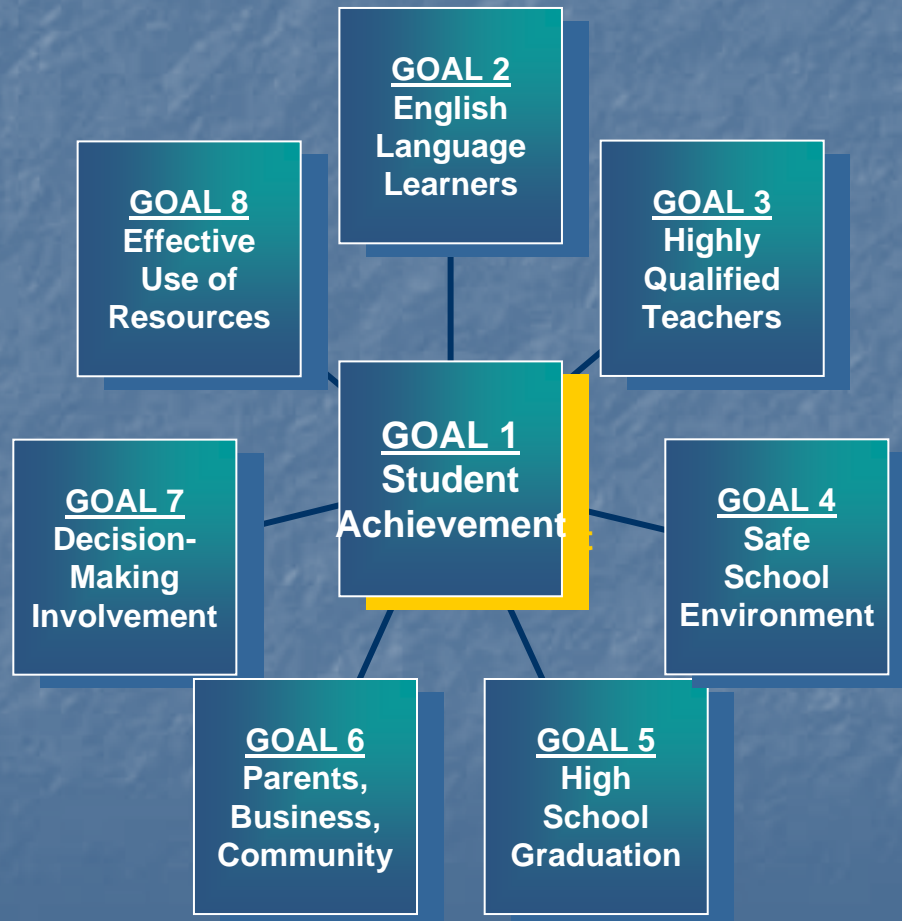 GOAL 2
English
Language
Learners
GOAL 8
Effective
Use of
Resources
GOAL 3
Highly
Qualified
Teachers
GOAL 1
Student
Achievement
GOAL 7
Decision-
Making
Involvement
GOAL 4
Safe
School
Environment
GOAL 6
Parents,
Business,
Community
GOAL 5
High
School
Graduation